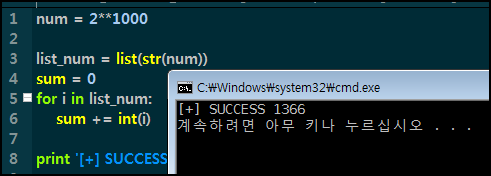 1 num = 2**1000
2
3 list_num = list(str(num))
4 sum = 0
5 for i in list_num:
6 sum += int(i)
7
8 print '[+] SUCCESS
C:\Windows\system32\cmd.exe
[+] SUCCESS 1366
계속하려면 아무 키나 누르십시오 . . .